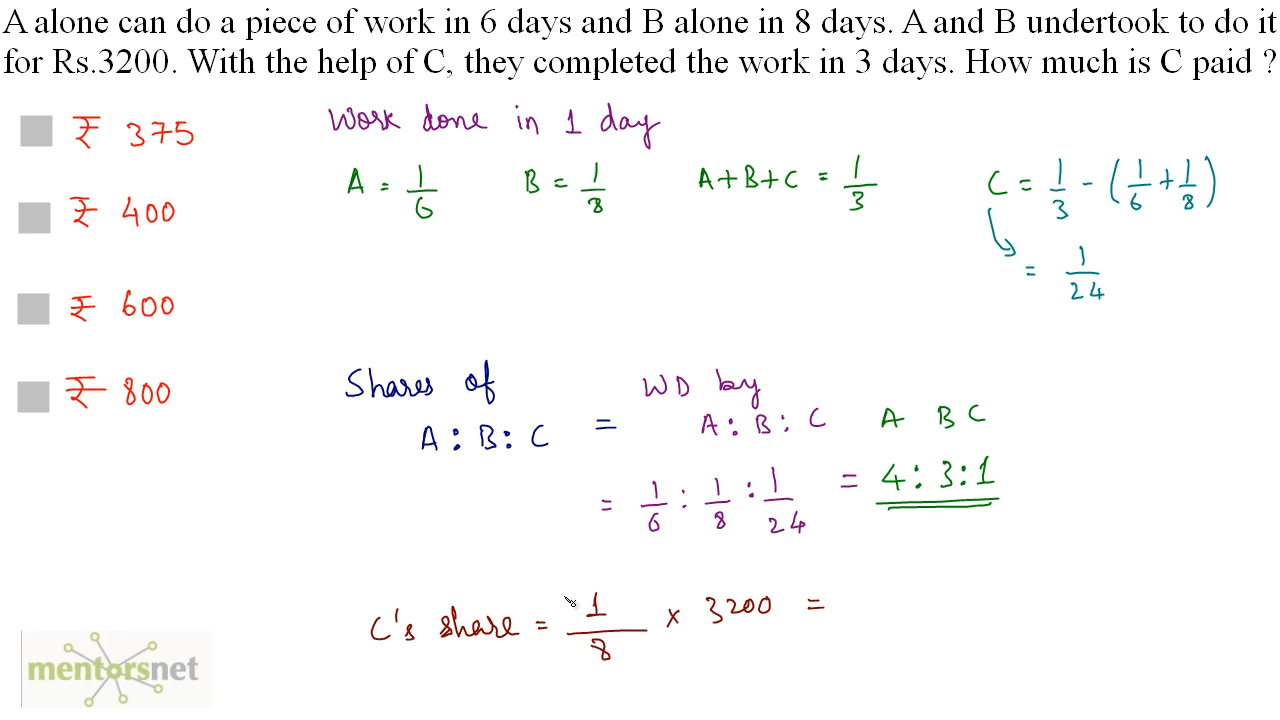 A alone can do a piece of work in 6 days and B alone in 8 days. A and B undertook to do it
for Rs.3200. With the help of C, they completed the work in 3 days. How much is C paid ?
₹ 375
₹ 400
₹ 600
₹ 800
Work done in 1 day
A = 1/6 B = 1/8 A+B+C = 1/3 C = 1/3 - (1/6 + 1/8)
= 1/24
Shares of WD by
A : B : C = A : B : C A B C
= 1/6 : 1/8 : 1/24 = 4 : 3 : 1
C's share = 1/8 x 3200 =
mentorsnet